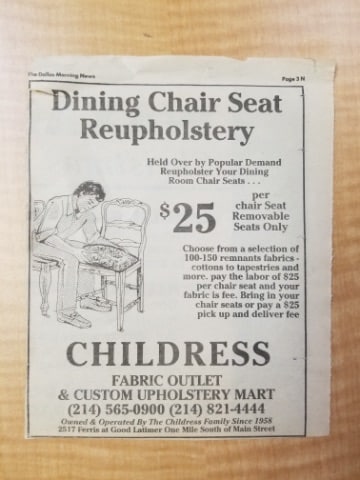 The Dallas Morning News
Page 3 N
Dining Chair Seat
Reupholstery
Held Over by Popular Demand
Reupholster Your Dining
Room Chair Seats . . .
$25
per
chair Seat
Removable
Seats Only
Choose from a selection of
100-150 remnants fabrics -
cottons to tapestries and
more. pay the labor of $25
per chair seat and your
fabric is fee. Bring in your
chair seats or pay a $25
pick up and deliver fee
CHILDRESS
FABRIC OUTLET
& CUSTOM UPHOLSTERY MART
(214) 565-0900 (214) 821-4444
Owned & Operated By The Childress Family Since 1958
2517 Ferris at Good Latimer One Mile South of Main Street